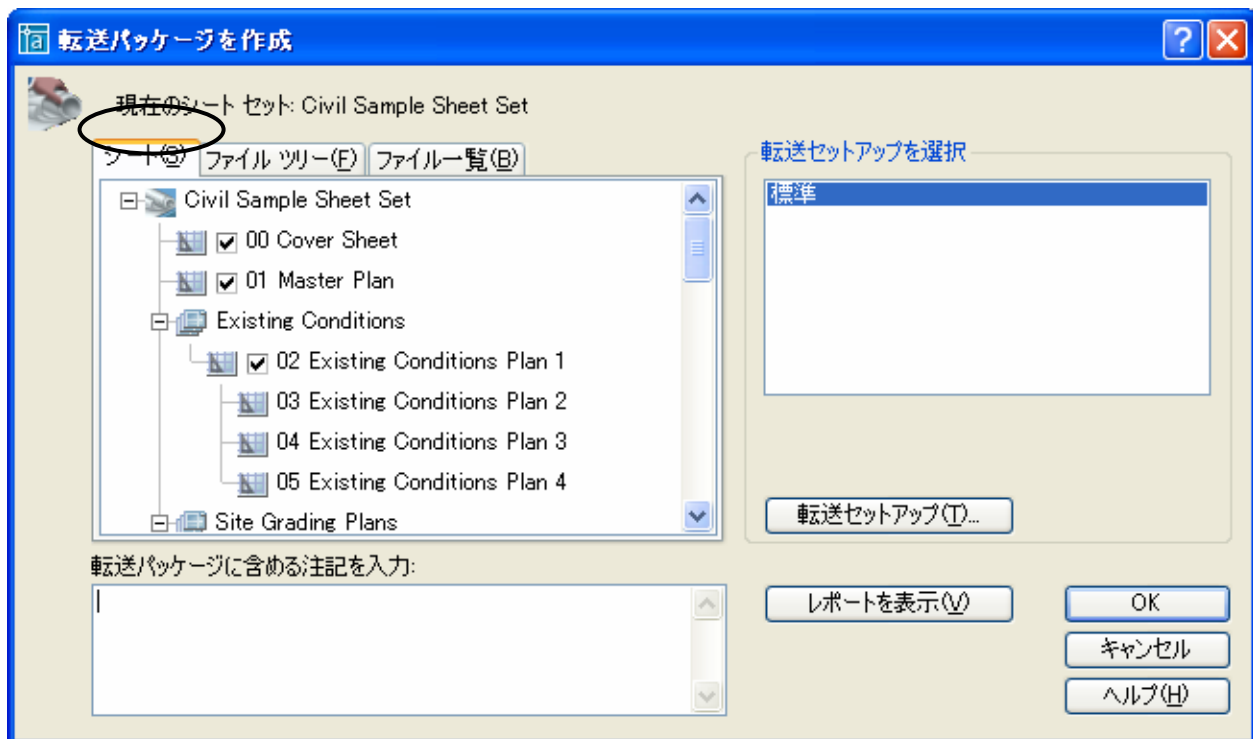 転送パッケージを作成
現在のシート セット: Civil Sample Sheet Set
シート(S) ファイル ツリー(F) ファイル一覧(B)
Civil Sample Sheet Set
00 Cover Sheet
01 Master Plan
Existing Conditions
02 Existing Conditions Plan 1
03 Existing Conditions Plan 2
04 Existing Conditions Plan 3
05 Existing Conditions Plan 4
Site Grading Plans
転送セットアップを選択
標準
転送セットアップ(T)...
転送パッケージに含める注記を入力:
レポートを表示(V)
OK
キャンセル
ヘルプ(H)